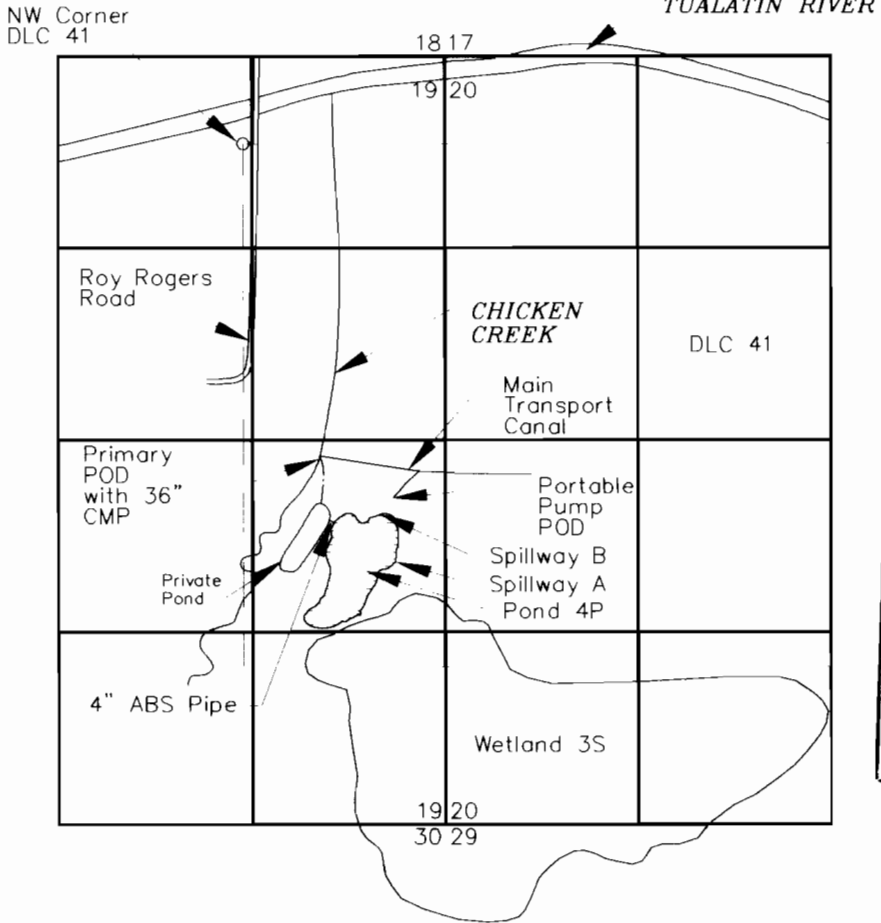 NW Corner
DLC 41
TUALATIN RIVER
18 17
19 20
Roy Rogers
Road
CHICKEN
CREEK
DLC 41
Main
Transport
Canal
Primary
POD
with 36"
CMP
Portable
Pump
POD
Spillway B
Private
Pond
Spillway A
Pond 4P
4" ABS Pipe
Wetland 3S
19 20
30 29